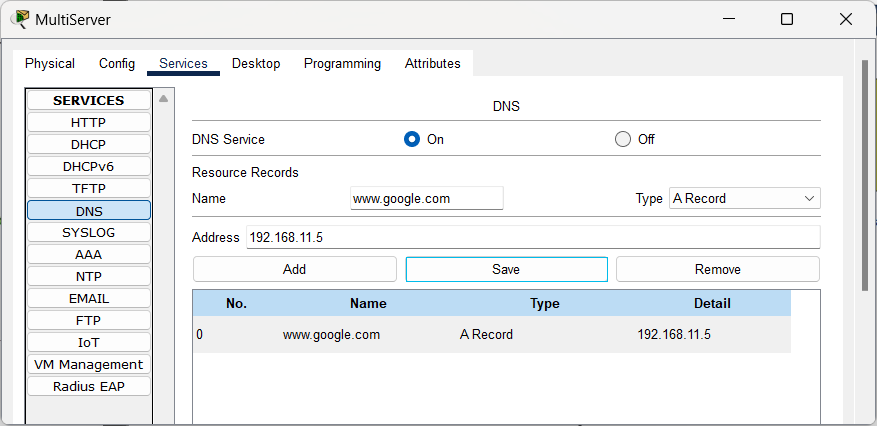 MultiServer
Physical Config Services Desktop Programming Attributes
SERVICES
HTTP
DHCP
DHCPv6
TFTP
DNS
SYSLOG
AAA
NTP
EMAIL
FTP
IoT
VM Management
Radius EAP
DNS
DNS Service On Off
Resource Records
Name www.google.com Type A Record
Address 192.168.11.5
Add Save Remove
No. Name Type Detail
0 www.google.com A Record 192.168.11.5